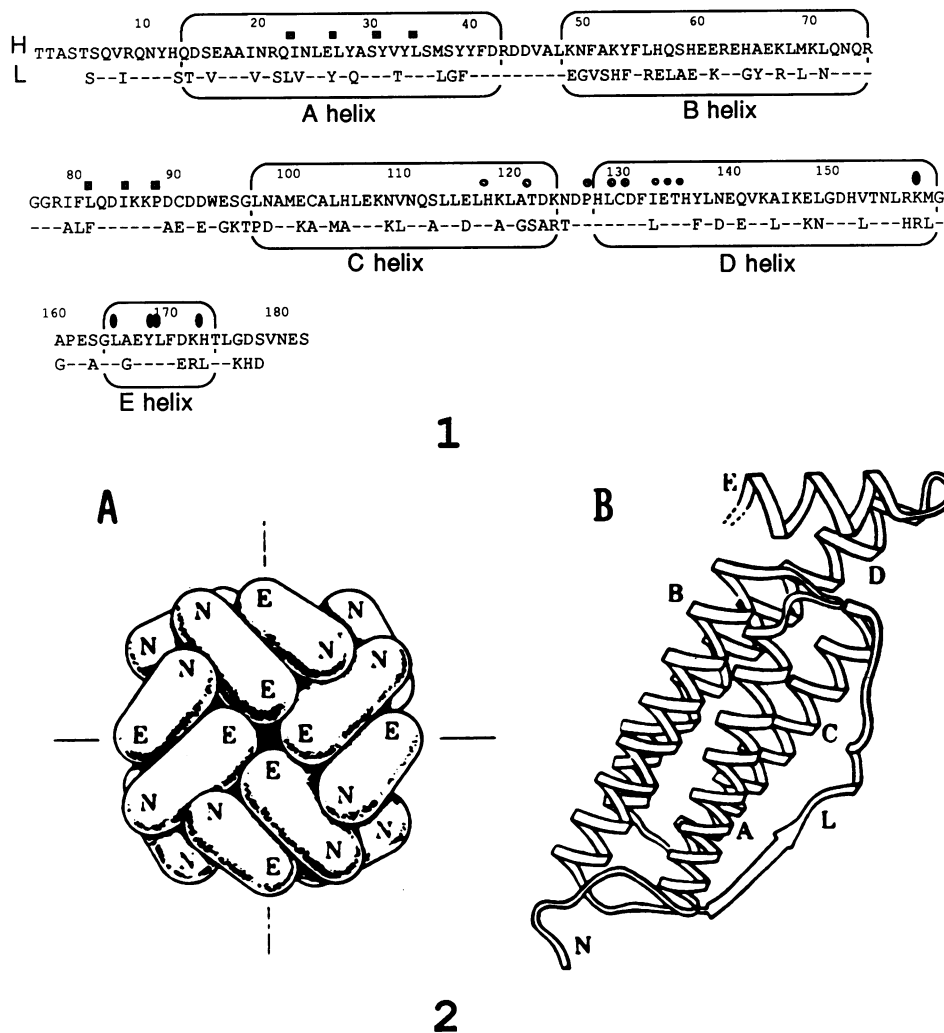 10 20 30 40 50 60 70
H TTASTSQVRQNYHQDSEAAINRQINLELYASYVYLSMSYYFDRDDVALKNFAKYFLHQSHEEREHAEKLMKLQNQR
L S--I----ST-V---V-SLV--Y-Q---T---LGF---------EGVSHF-RELAE-K--GY-R-L-N----
A helix B helix
80 90 100 110 120 130 140 150
GGRIFLQDIKKPDCDDWESGLNAMECALHLEKNVNQSLLELHKLATDKNDPHLCDFIETHYLNEQVKAIKELGDHVTNLRKMG
---ALF------AE-E-GKTPD--KA-MA---KL--A--D--A-GSART--------L---F-D-E--L-KN---L---HRL-
C helix D helix
160 170 180
APESGLAEYLFDKHTLGDSVNES
G--A--G----ERL--KHD
E helix
1
A B
E
N E N
N N N
N E D
B
E E E E
C
N E N
N N A L
E N
N
2